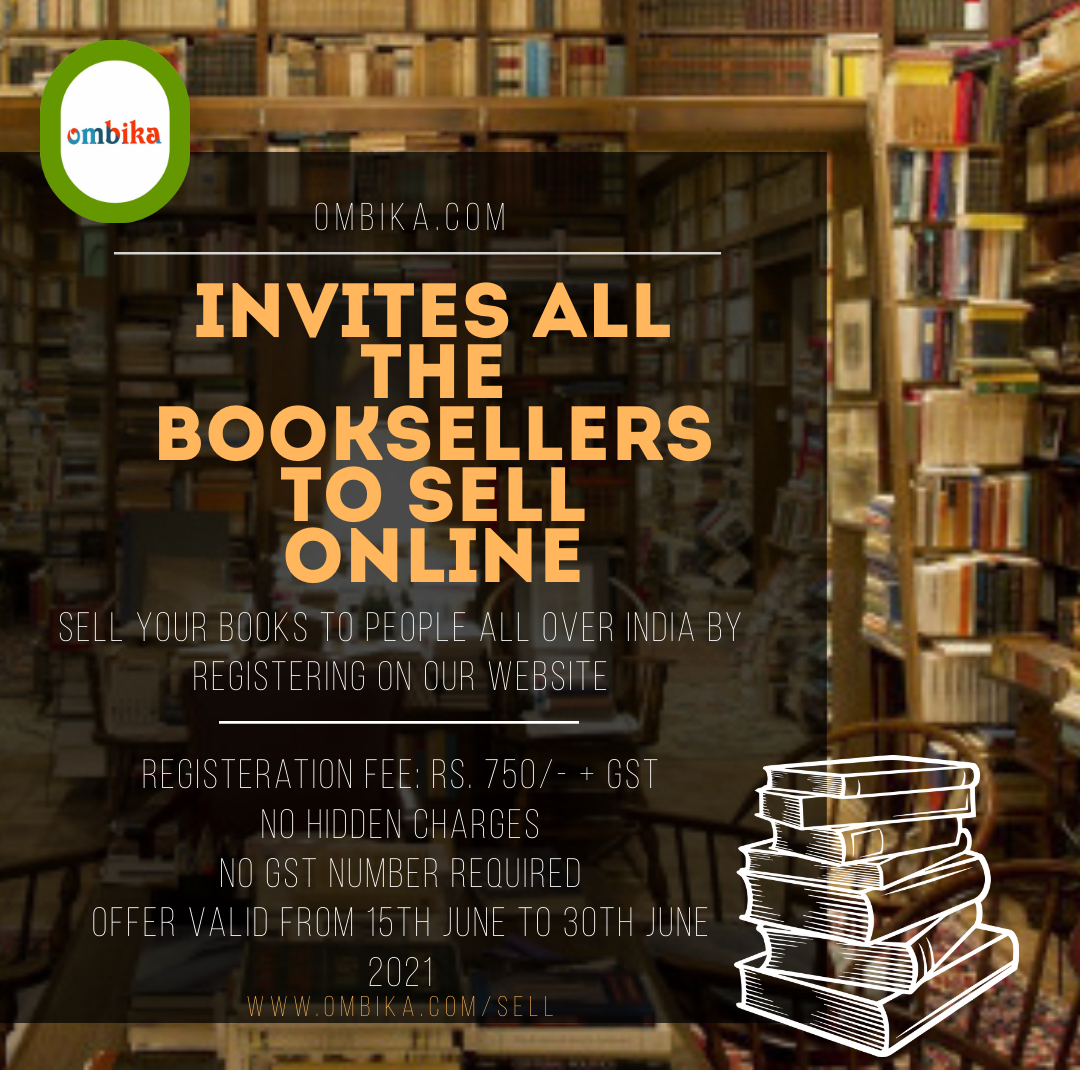 ombika
OMBIKA.COM
INVITES ALL
THE
BOOKSELLERS
TO SELL
ONLINE
SELL YOUR BOOKS TO PEOPLE ALL OVER INDIA BY
REGISTERING ON OUR WEBSITE
REGISTERATION FEE: RS. 750/- + GST
NO HIDDEN CHARGES
NO GST NUMBER REQUIRED
OFFER VALID FROM 15TH JUNE TO 30TH JUNE
2021
WWW.OMBIKA.COM/SELL